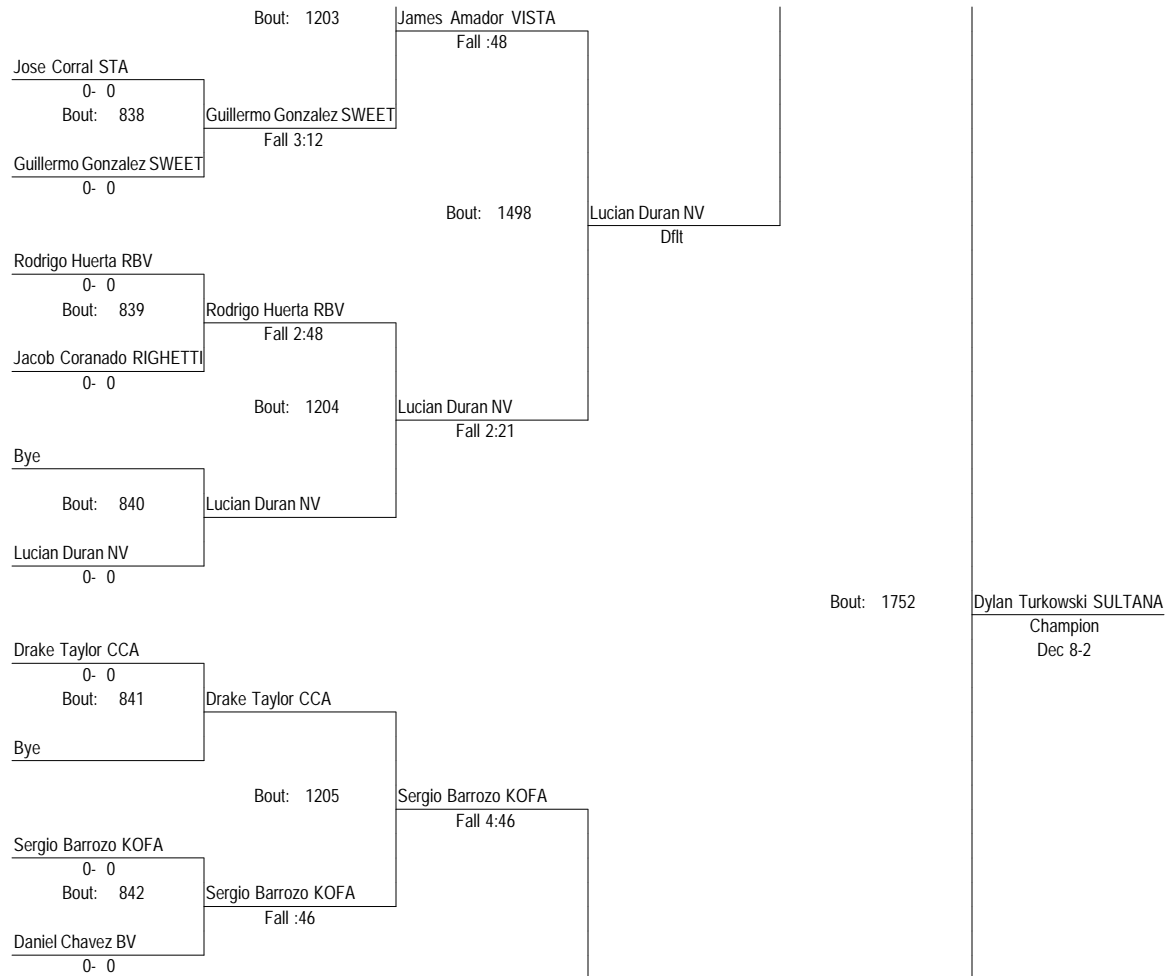 Bout: 1203 James Amador VISTA
Fall :48
Jose Corral STA
0- 0
Bout: 838 Guillermo Gonzalez SWEET
Fall 3:12
Guillermo Gonzalez SWEET
0- 0
Bout: 1498 Lucian Duran NV
Dflt
Rodrigo Huerta RBV
0- 0
Bout: 839 Rodrigo Huerta RBV
Fall 2:48
Jacob Coranado RIGHETTI
0- 0
Bout: 1204 Lucian Duran NV
Fall 2:21
Bye
Bout: 840 Lucian Duran NV
Lucian Duran NV
0- 0
Bout: 1752 Dylan Turkowski SULTANA
Champion
Dec 8-2
Drake Taylor CCA
0- 0
Bout: 841 Drake Taylor CCA
Bye
Bout: 1205 Sergio Barrozo KOFA
Fall 4:46
Sergio Barrozo KOFA
0- 0
Bout: 842 Sergio Barrozo KOFA
Fall :46
Daniel Chavez BV
0- 0